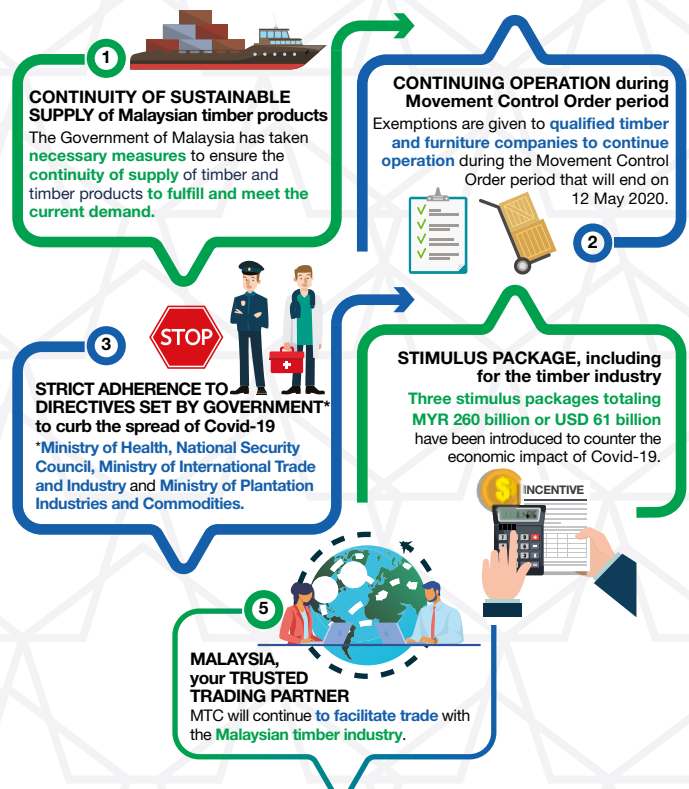 1
CONTINUITY OF SUSTAINABLE
SUPPLY of Malaysian timber products
The Government of Malaysia has taken
necessary measures to ensure the
continuity of supply of timber and
timber products to fulfill and meet the
current demand.
CONTINUING OPERATION during
Movement Control Order period
Exemptions are given to qualified timber
and furniture companies to continue
operation during the Movement Control
Order period that will end on
12 May 2020.
2
3
STOP
STRICT ADHERENCE TO
DIRECTIVES SET BY GOVERNMENT*
to curb the spread of Covid-19
*Ministry of Health, National Security
Council, Ministry of International Trade
and Industry and Ministry of Plantation
Industries and Commodities.
STIMULUS PACKAGE, including
for the timber industry
Three stimulus packages totaling
MYR 260 billion or USD 61 billion
have been introduced to counter the
economic impact of Covid-19.
$
INCENTIVE
5
MALAYSIA,
your TRUSTED
TRADING PARTNER
MTC will continue to facilitate trade with
the Malaysian timber industry.